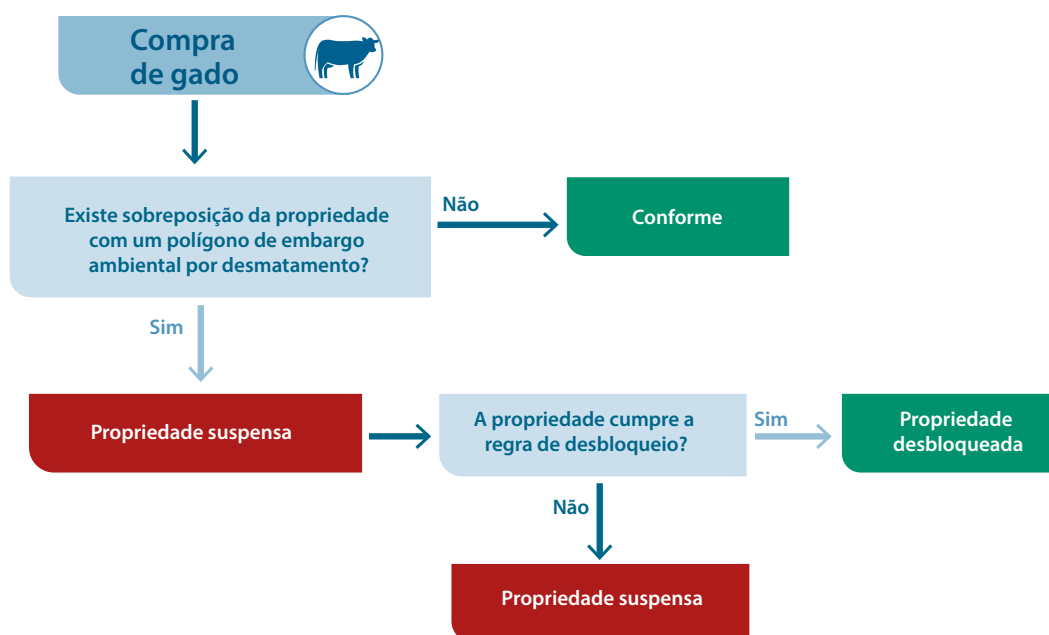 Compra
de gado
Existe sobreposição da propriedade
com um polígono de embargo
ambiental por desmatamento?
Não
Conforme
Sim
Propriedade suspensa
A propriedade cumpre a
regra de desbloqueio?
Sim
Propriedade
desbloqueada
Não
Propriedade suspensa